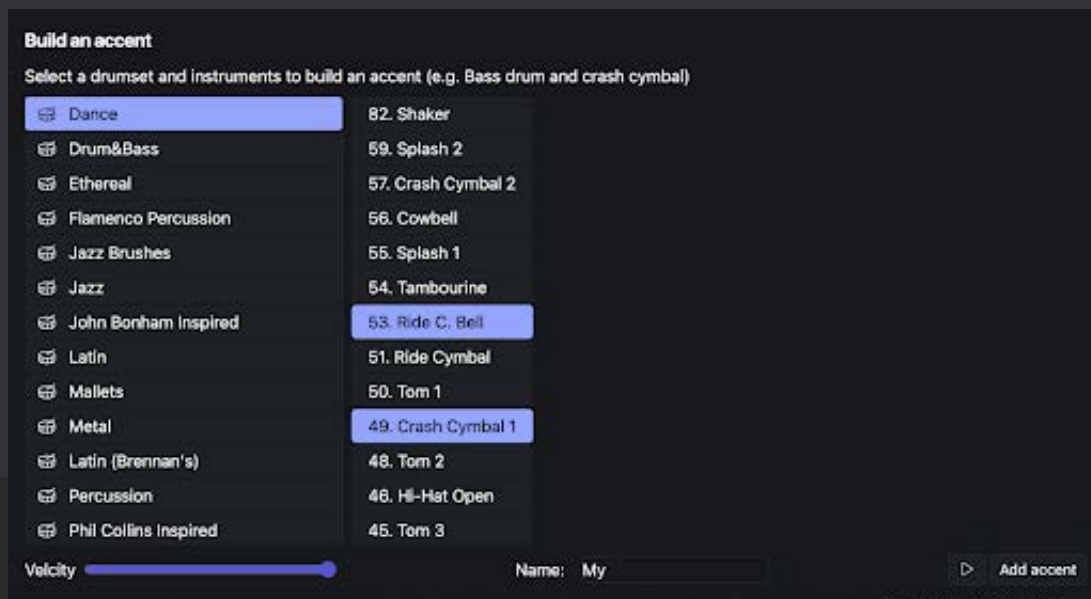 Build an accent
Select a drumset and instruments to build an accent (e.g. Bass drum and crash cymbal)
Dance
Drum&Bass
Ethereal
Flamenco Percussion
Jazz Brushes
Jazz
John Bonham Inspired
Latin
Mallets
Metal
Latin (Brennan's)
Percussion
Phil Collins Inspired
82. Shaker
59. Splash 2
57. Crash Cymbal 2
56. Cowbell
55. Splash 1
54. Tambourine
53. Ride C. Bell
51. Ride Cymbal
50. Tom 1
49. Crash Cymbal 1
48. Tom 2
46. Hi-Hat Open
45. Tom 3
Velcity
Name: My
Add accent